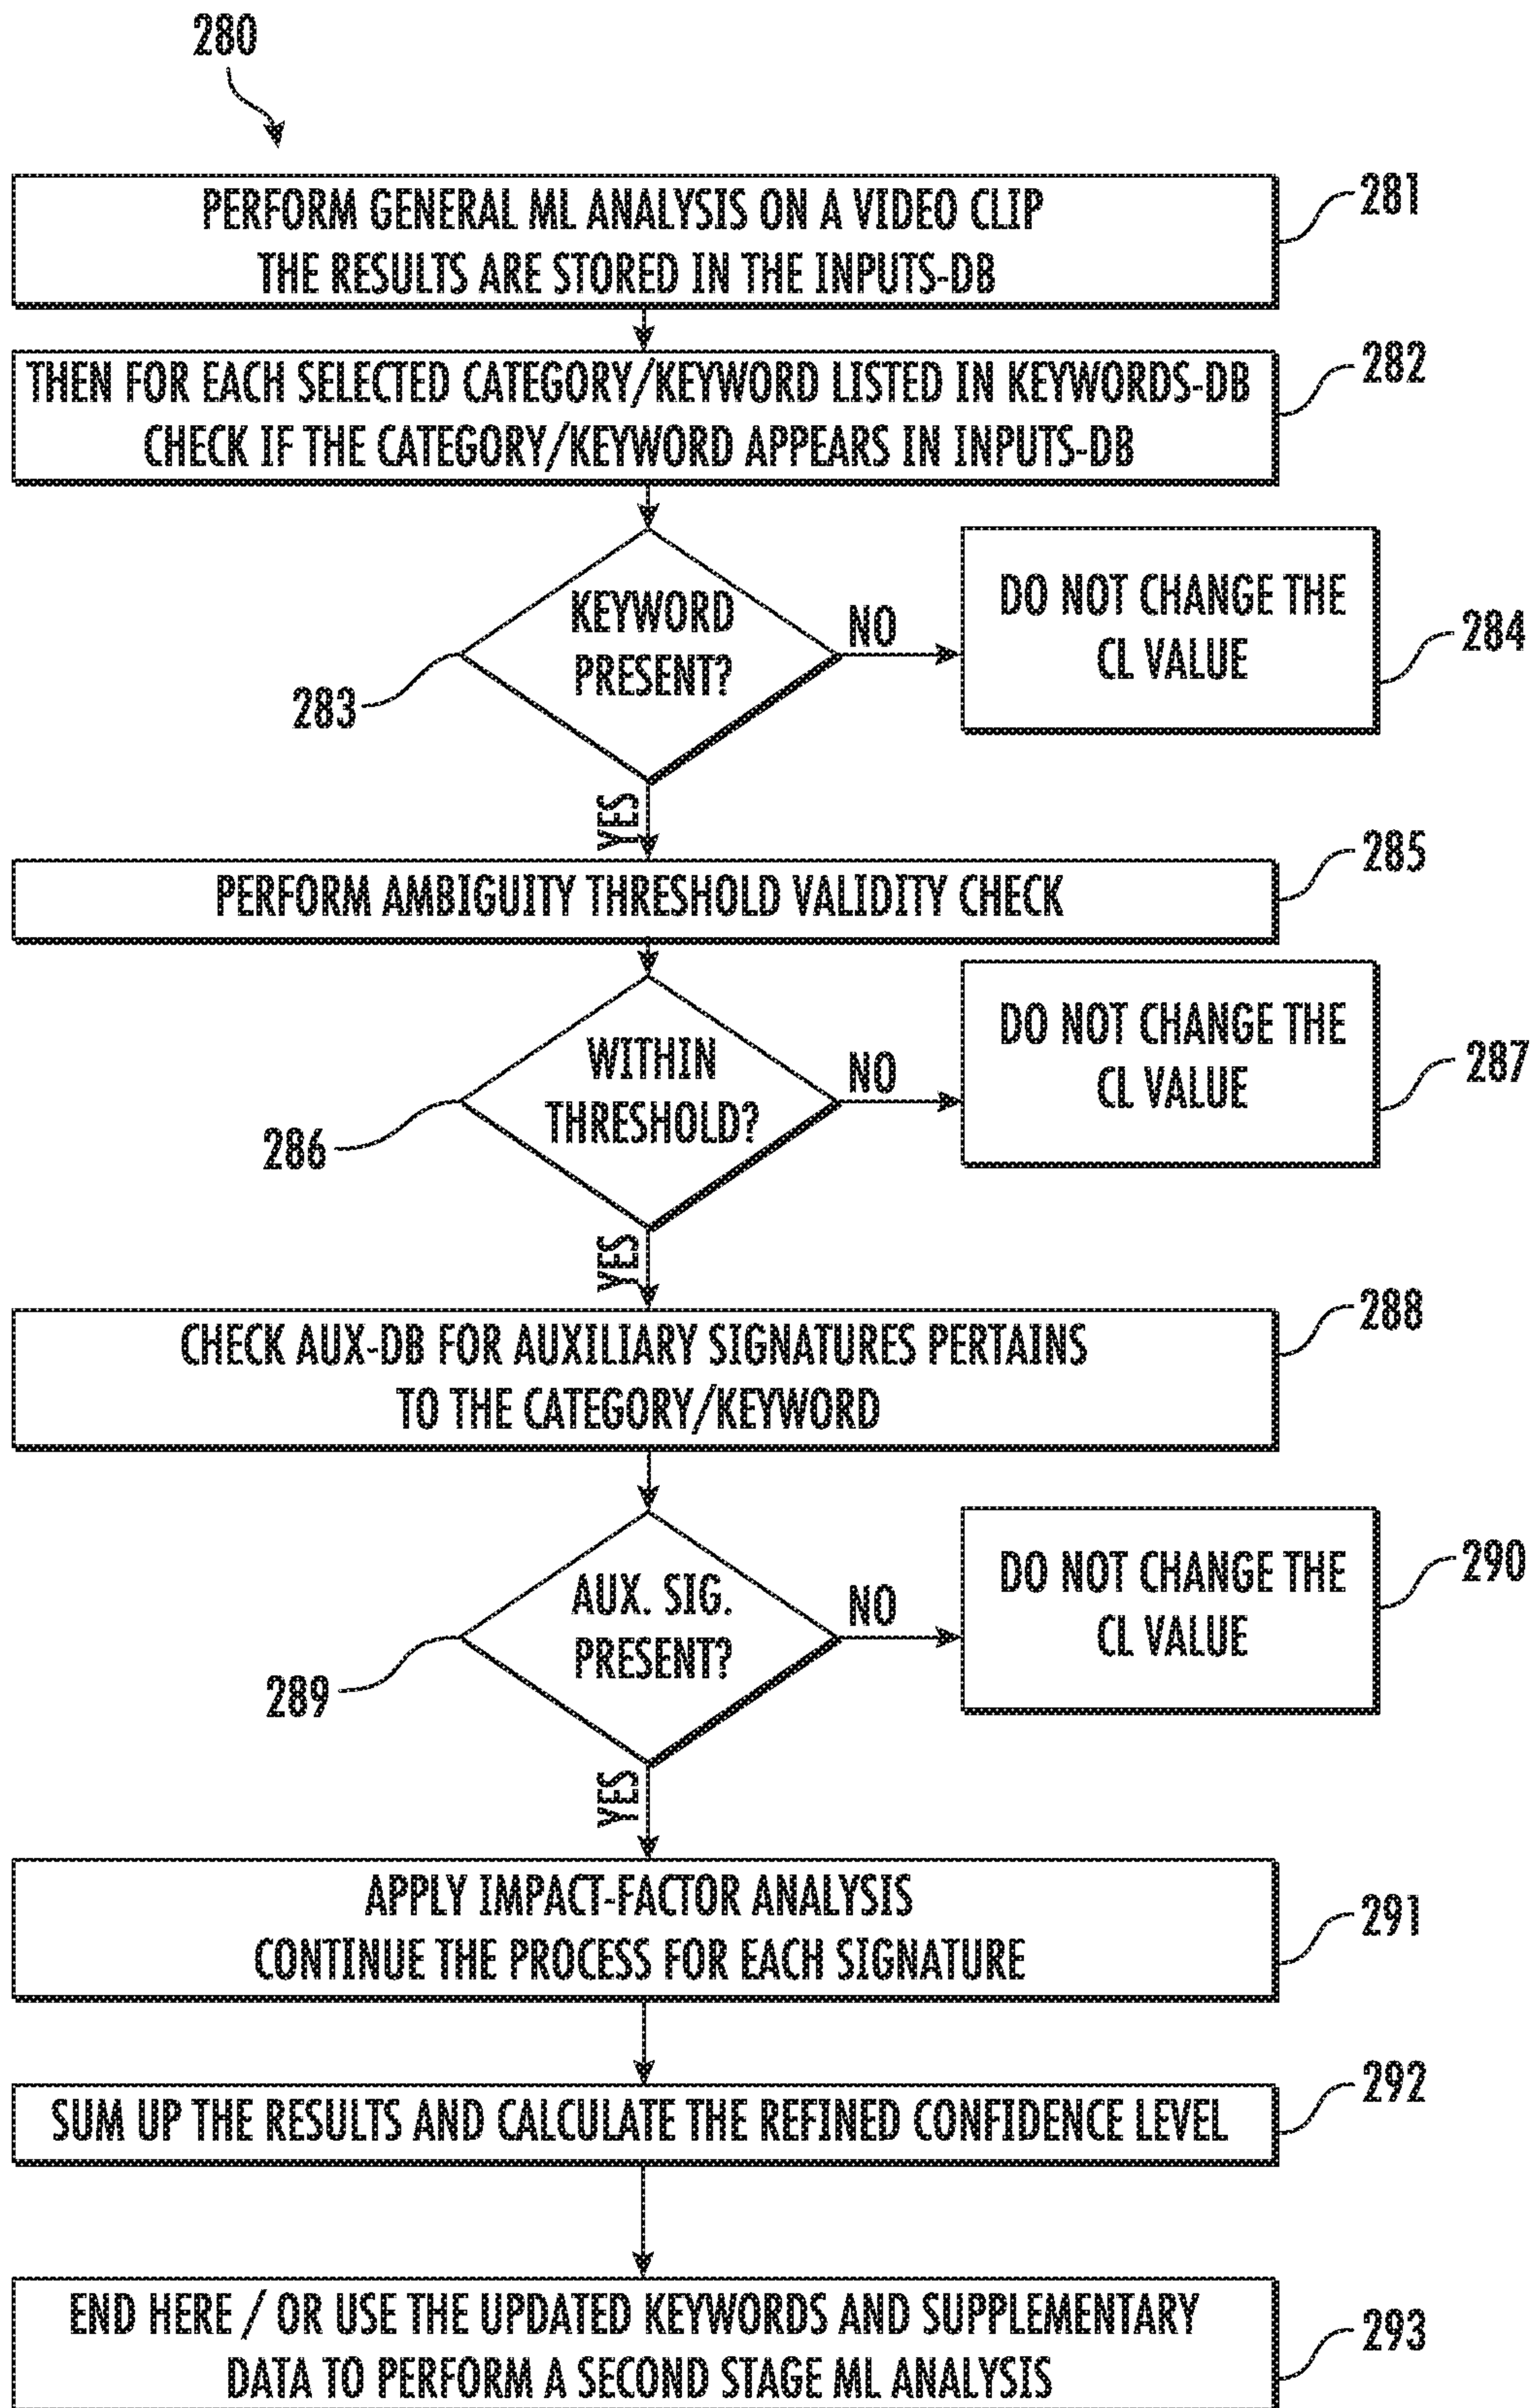 280
PERFORM GENERAL ML ANALYSIS ON A VIDEO CLIP
THE RESULTS ARE STORED IN THE INPUTS-DB
281
THEN FOR EACH SELECTED CATEGORY/KEYWORD LISTED IN KEYWORDS-DB
CHECK IF THE CATEGORY/KEYWORD APPEARS IN INPUTS-DB
282
KEYWORD
PRESENT?
283
NO
DO NOT CHANGE THE
CL VALUE
284
YES
PERFORM AMBIGUITY THRESHOLD VALIDITY CHECK
285
WITHIN
THRESHOLD?
286
NO
DO NOT CHANGE THE
CL VALUE
287
YES
CHECK AUX-DB FOR AUXILIARY SIGNATURES PERTAINS
TO THE CATEGORY/KEYWORD
288
AUX. SIG.
PRESENT?
289
NO
DO NOT CHANGE THE
CL VALUE
290
YES
APPLY IMPACT-FACTOR ANALYSIS
CONTINUE THE PROCESS FOR EACH SIGNATURE
291
SUM UP THE RESULTS AND CALCULATE THE REFINED CONFIDENCE LEVEL
292
END HERE / OR USE THE UPDATED KEYWORDS AND SUPPLEMENTARY
DATA TO PERFORM A SECOND STAGE ML ANALYSIS
293